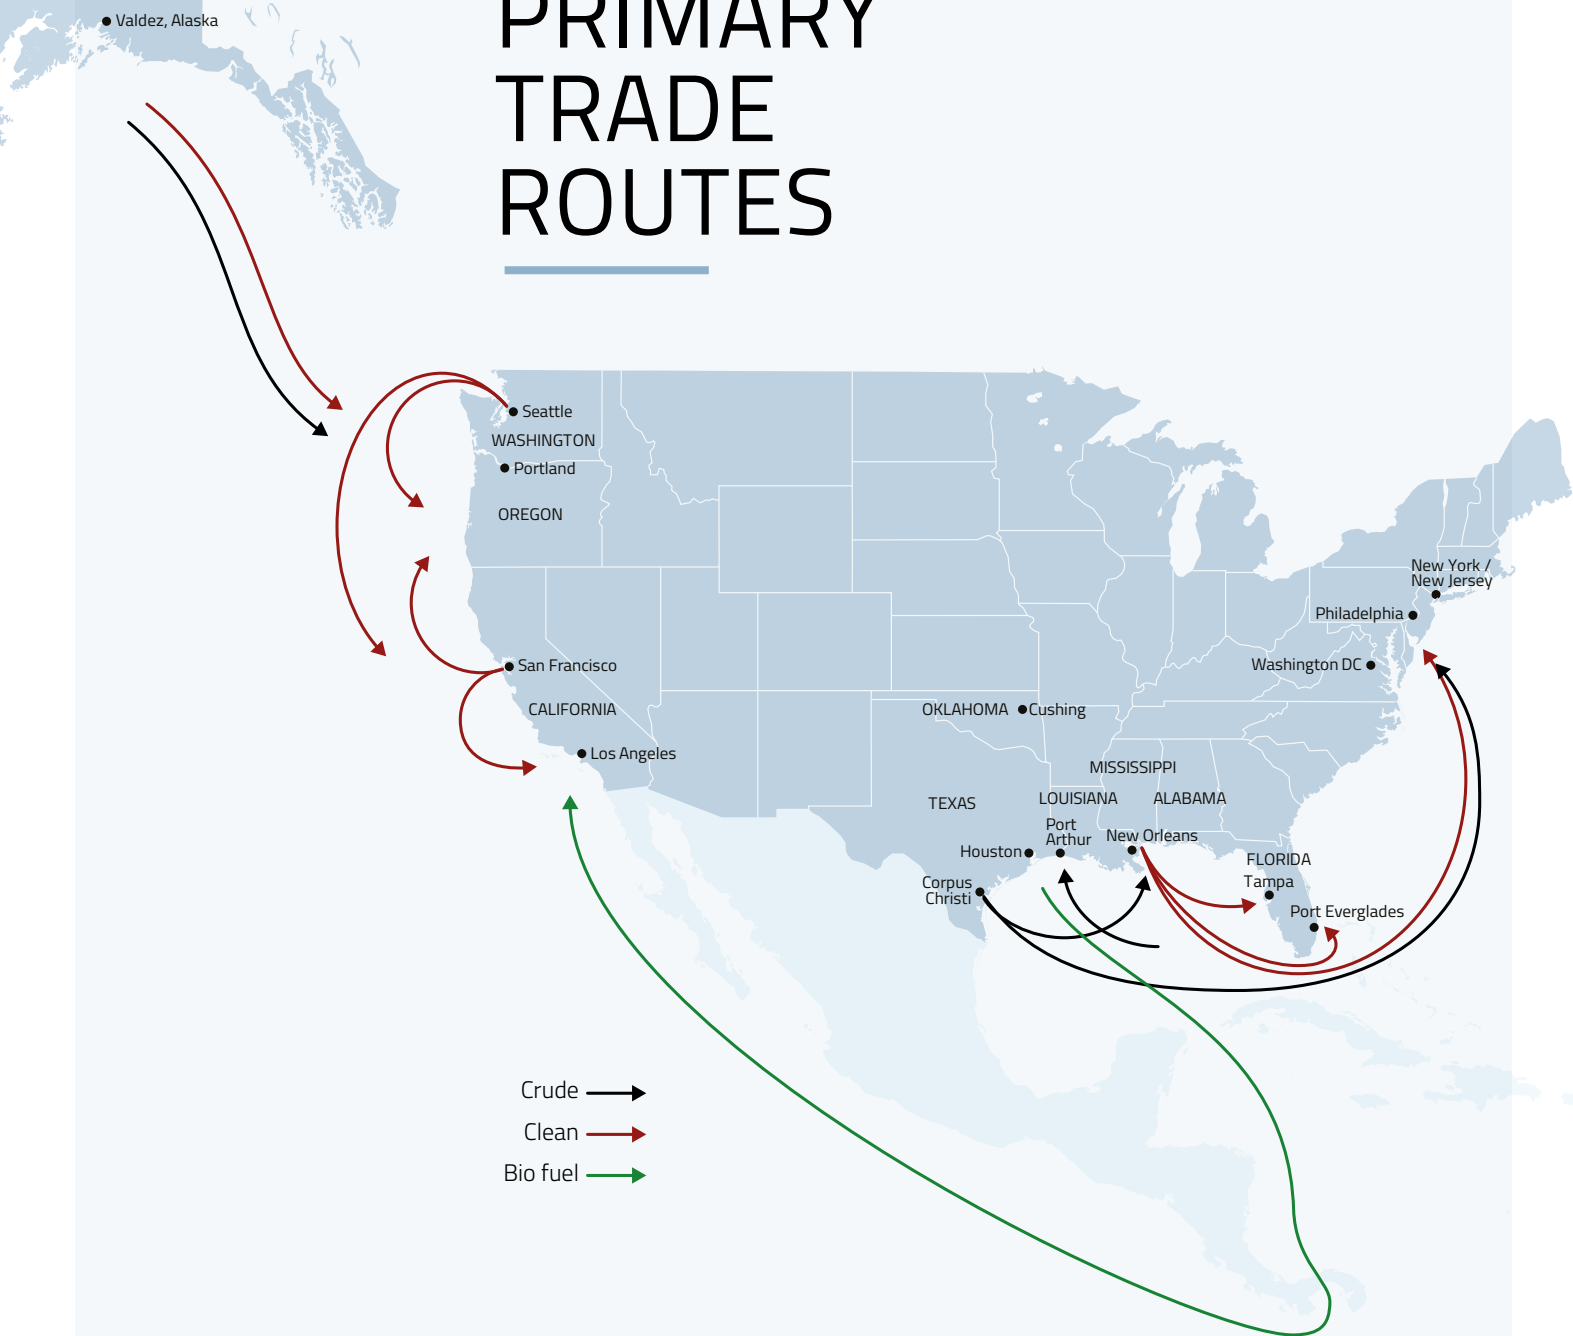 Valdez, Alaska
PRIMARY
TRADE
ROUTES
Seattle
WASHINGTON
Portland
OREGON
San Francisco
CALIFORNIA
Los Angeles
New York /
New Jersey
Philadelphia
Washington DC
OKLAHOMA
Cushing
MISSISSIPPI
TEXAS
LOUISIANA
ALABAMA
Port
Arthur
New Orleans
Houston
FLORIDA
Corpus
Christi
Tampa
Port Everglades
Crude
Clean
Bio fuel